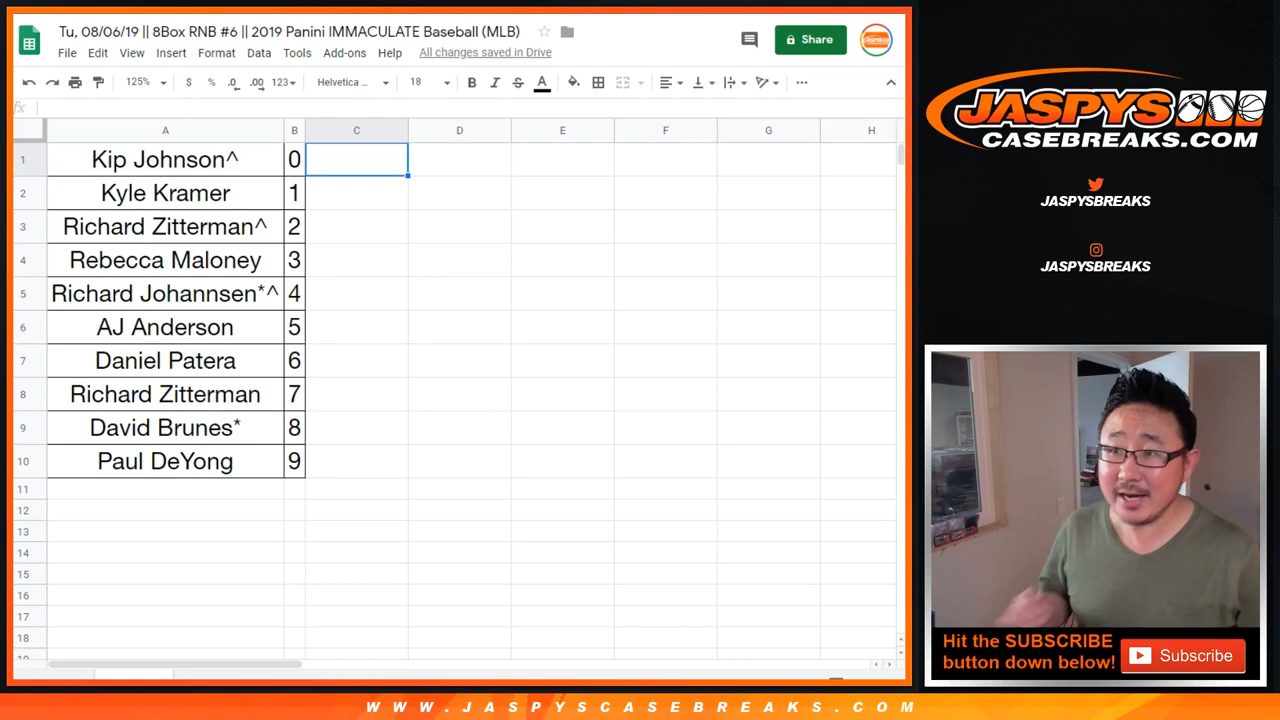 Tu, 08/06/19 || 8Box RNB #6 || 2019 Panini IMMACULATE Baseball (MLB)
File Edit View Insert Format Data Tools Add-ons Help All changes saved in Drive
Share
125% $ % .0 .00 123 Helvetica ... 18 B I S A
fx
A B C D E F G H
1 Kip Johnson^ 0
2 Kyle Kramer 1
3 Richard Zitterman^ 2
4 Rebecca Maloney 3
5 Richard Johannsen*^ 4
6 AJ Anderson 5
7 Daniel Patera 6
8 Richard Zitterman 7
9 David Brunes* 8
10 Paul DeYong 9
11
12
13
14
15
16
17
18
JASPYS
CASEBREAKS.COM
JASPYSBREAKS
JASPYSBREAKS
Hit the SUBSCRIBE
button down below!
Subscribe
WWW.JASPYSCASEBREAKS.COM